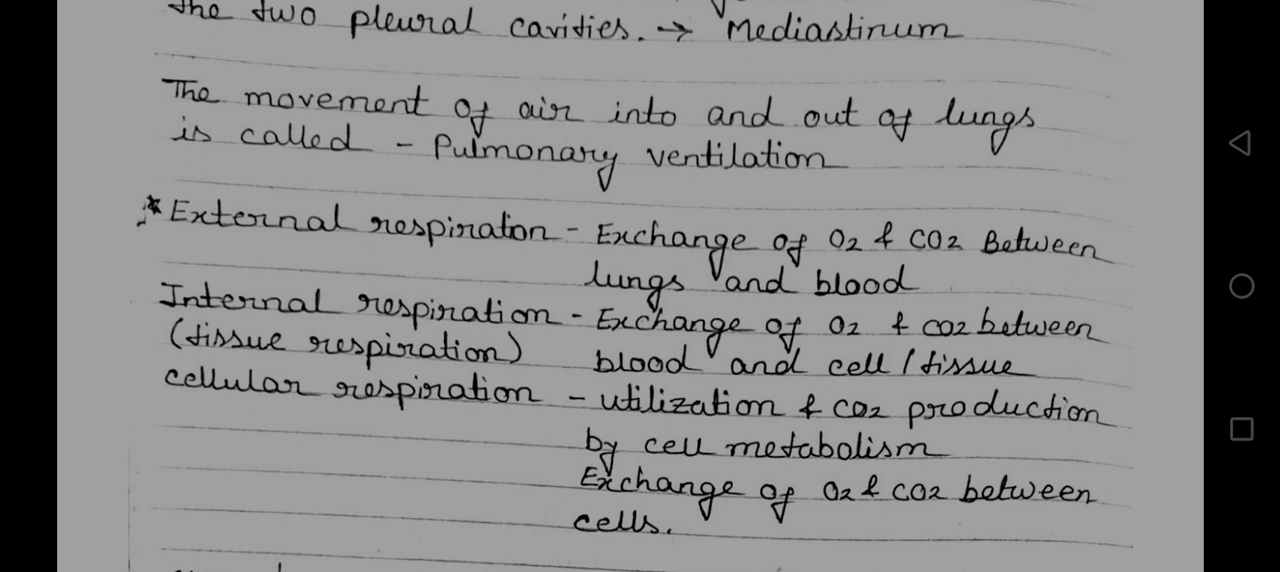 the two pleural cavities. → Mediastinum
The movement of air into and out of lungs
is called - Pulmonary ventilation
* External respiraton - Exchange of O2 & CO2 Between
lungs and blood
Internal respiration - Exchange of O2 & CO2 between
(tissue respiration) blood and cell / tissue
cellular respiration - utilization & CO2 production
by cell metabolism
Exchange of O2 & CO2 between
cells.